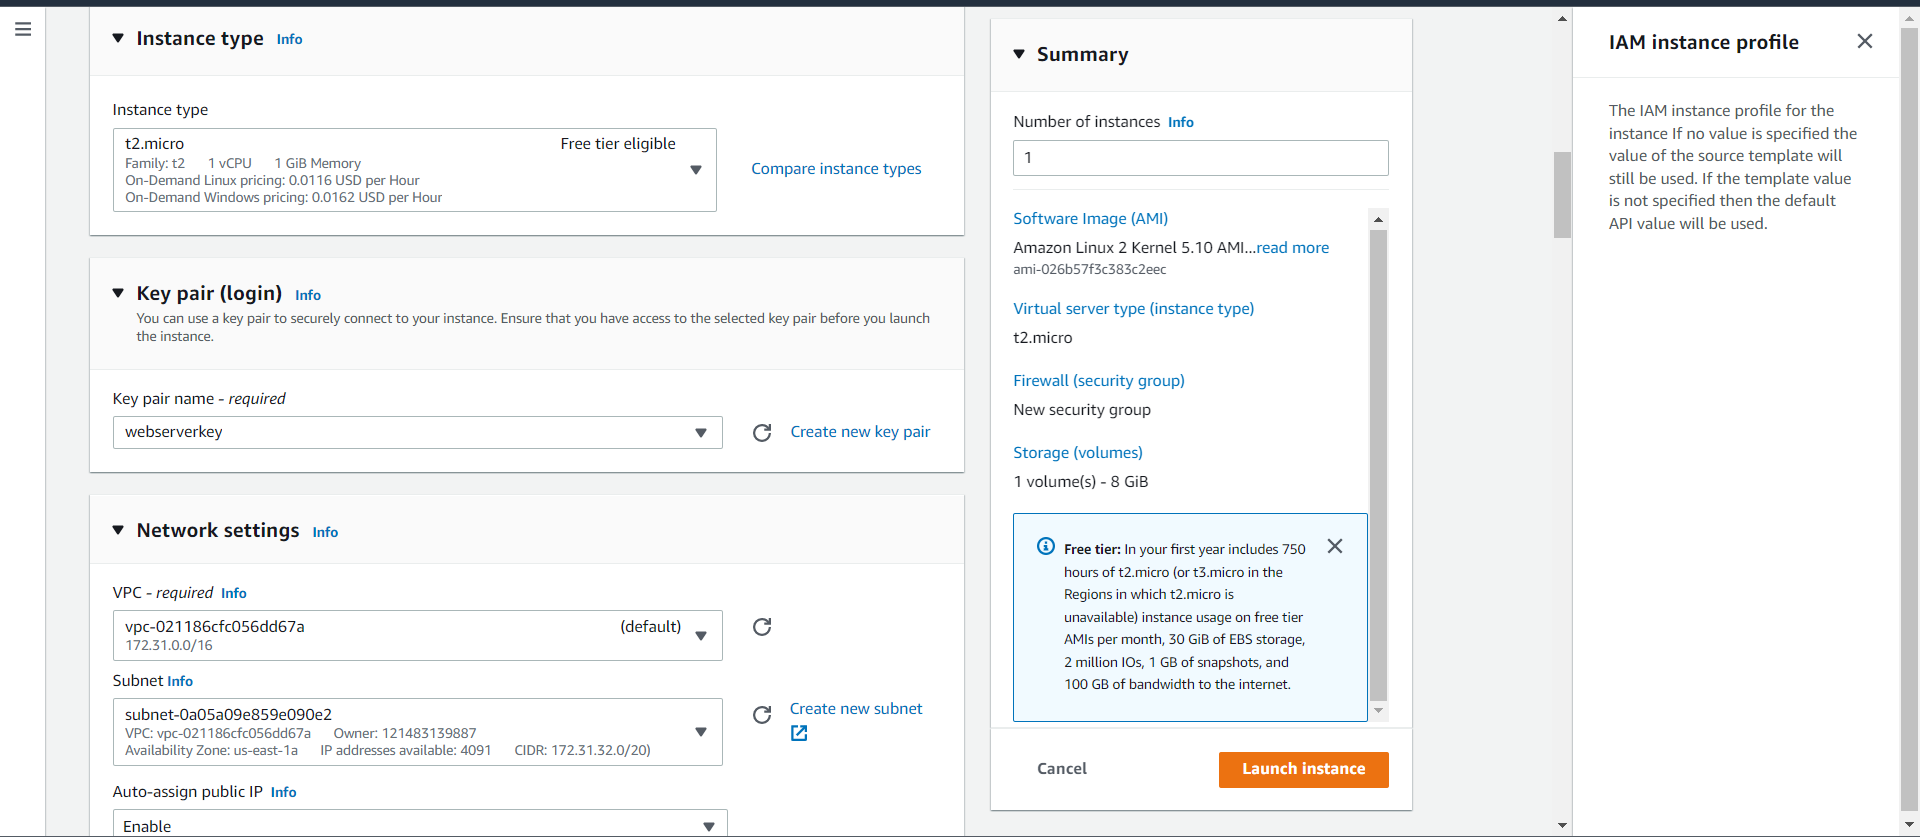 Instance type Info
Instance type
t2.micro Free tier eligible
Family: t2 1 vCPU 1 GiB Memory
On-Demand Linux pricing: 0.0116 USD per Hour
On-Demand Windows pricing: 0.0162 USD per Hour
Compare instance types
Key pair (login) Info
You can use a key pair to securely connect to your instance. Ensure that you have access to the selected key pair before you launch
the instance.
Key pair name - required
webserverkey
Create new key pair
Network settings Info
VPC - required Info
vpc-021186cfc056dd67a (default)
172.31.0.0/16
Subnet Info
subnet-0a05a09e859e090e2
VPC: vpc-021186cfc056dd67a Owner: 121483139887
Availability Zone: us-east-1a IP addresses available: 4091 CIDR: 172.31.32.0/20)
Create new subnet
Auto-assign public IP Info
Enable
Summary
Number of instances Info
1
Software Image (AMI)
Amazon Linux 2 Kernel 5.10 AMI...read more
ami-026b57f3c383c2eec
Virtual server type (instance type)
t2.micro
Firewall (security group)
New security group
Storage (volumes)
1 volume(s) - 8 GiB
Free tier: In your first year includes 750
hours of t2.micro (or t3.micro in the
Regions in which t2.micro is
unavailable) instance usage on free tier
AMIs per month, 30 GiB of EBS storage,
2 million IOs, 1 GB of snapshots, and
100 GB of bandwidth to the internet.
Cancel
Launch instance
IAM instance profile
The IAM instance profile for the
instance If no value is specified the
value of the source template will
still be used. If the template value
is not specified then the default
API value will be used.